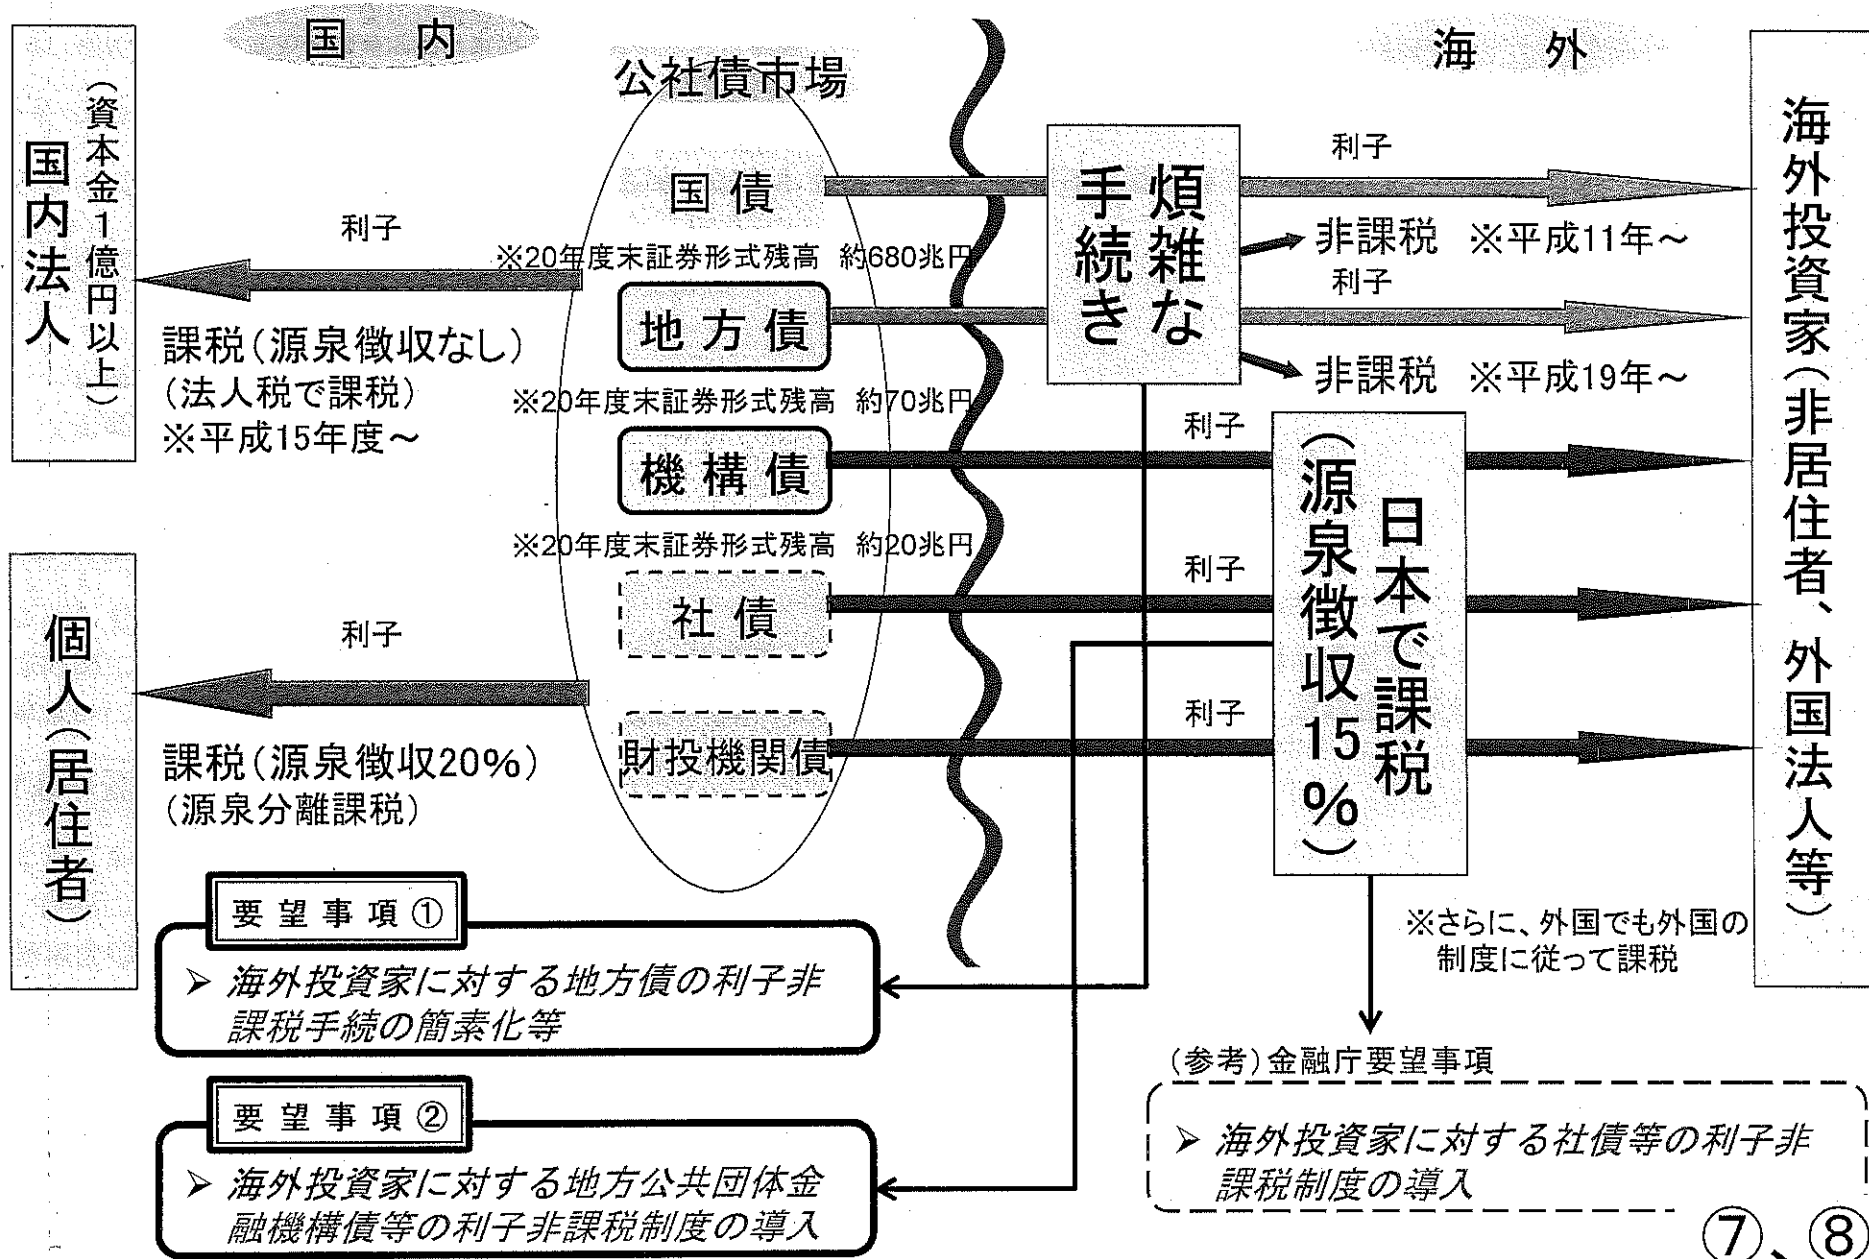 国　内
海　外
公社債市場
国内法人
（資本金1億円以上）
利子
課税（源泉徴収なし）
（法人税で課税）
※平成15年度～
個人（居住者）
利子
課税（源泉徴収20%）
（源泉分離課税）
国債
※20年度末証券形式残高　約680兆円
地方債
※20年度末証券形式残高　約70兆円
機構債
※20年度末証券形式残高　約20兆円
社債
財投機関債
煩雑な
手続き
利子
非課税　※平成11年～
利子
非課税　※平成19年～
利子
利子
利子
日本で課税
（源泉徴収15%）
海外投資家（非居住者、外国法人等）
※さらに、外国でも外国の
制度に従って課税
要望事項①
➢ 海外投資家に対する地方債の利子非
課税手続の簡素化等
要望事項②
➢ 海外投資家に対する地方公共団体金
融機構債等の利子非課税制度の導入
（参考）金融庁要望事項
➢ 海外投資家に対する社債等の利子非
課税制度の導入
⑦、⑧